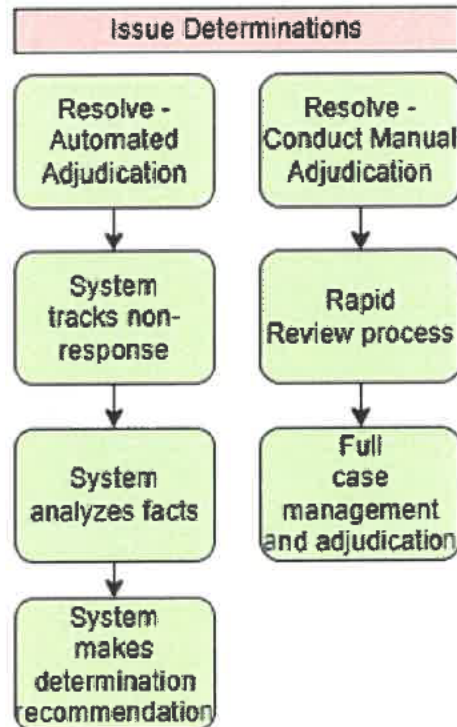 Issue Determinations
Resolve -
Automated
Adjudication
System
tracks non-
response
System
analyzes facts
System
makes
determination
recommendation
Resolve -
Conduct Manual
Adjudication
Rapid
Review process
Full
case
management
and adjudication